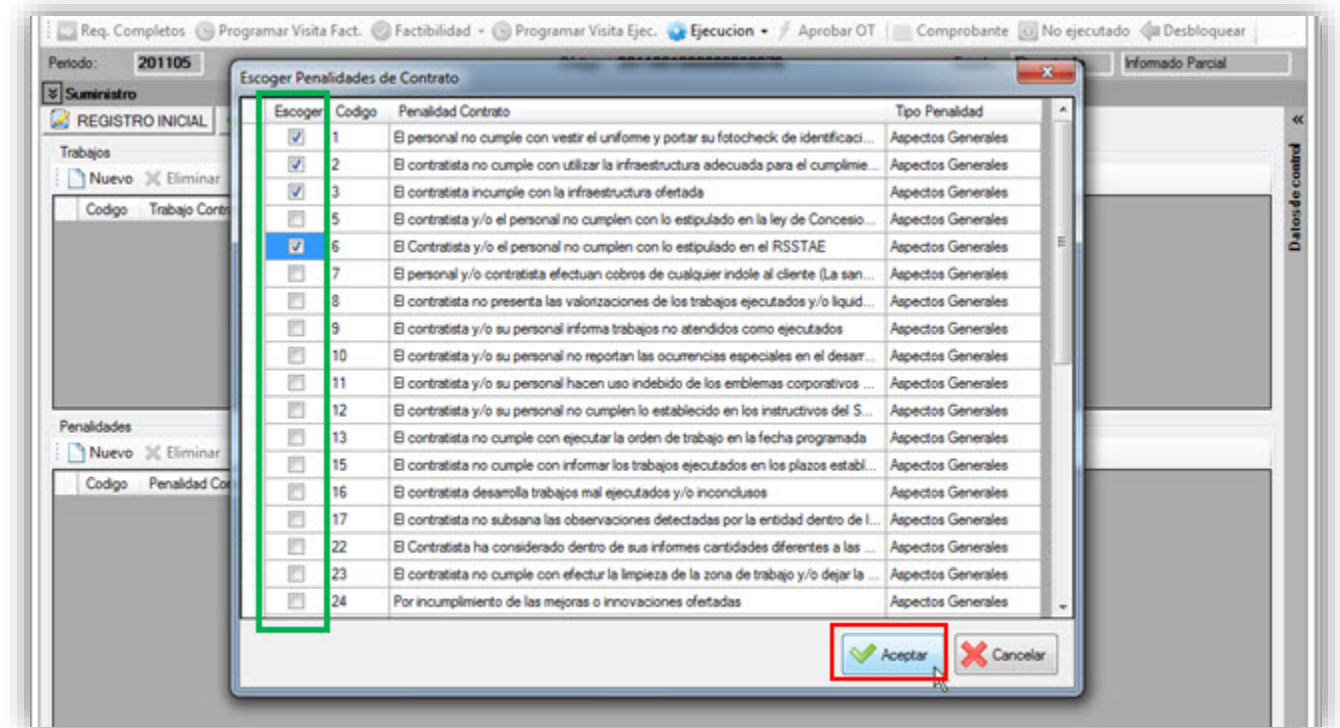 Req. Completos Programar Visita Fact. Factibilidad Programar Visita Ejec. Ejecucion Aprobar OT Comprobante No ejecutado Desbloquear
Periodo: 201105 Informado Parcial
Suministro
REGISTRO INICIAL
Trabajos
Nuevo Eliminar
Codigo Trabajo Contr
Penalidades
Nuevo Eliminar
Codigo Penalidad Con
Datos de control
Escoger Penalidades de Contrato
Escoger Codigo Penalidad Contrato Tipo Penalidad
1 El personal no cumple con vestir el uniforme y portar su fotocheck de identificaci... Aspectos Generales
2 El contratista no cumple con utilizar la infraestructura adecuada para el cumplimie... Aspectos Generales
3 El contratista incumple con la infraestructura ofertada Aspectos Generales
5 El contratista y/o el personal no cumplen con lo estipulado en la ley de Concesio... Aspectos Generales
6 El Contratista y/o el personal no cumplen con lo estipulado en el RSSTAE Aspectos Generales
7 El personal y/o contratista efectuan cobros de cualquier indole al cliente (La san... Aspectos Generales
8 El contratista no presenta las valorizaciones de los trabajos ejecutados y/o liquid... Aspectos Generales
9 El contratista y/o su personal informa trabajos no atendidos como ejecutados Aspectos Generales
10 El contratista y/o su personal no reportan las ocurrencias especiales en el desarr... Aspectos Generales
11 El contratista y/o su personal hacen uso indebido de los emblemas corporativos ... Aspectos Generales
12 El contratista y/o su personal no cumplen lo establecido en los instructivos del S... Aspectos Generales
13 El contratista no cumple con ejecutar la orden de trabajo en la fecha programada Aspectos Generales
15 El contratista no cumple con informar los trabajos ejecutados en los plazos establ... Aspectos Generales
16 El contratista desarrolla trabajos mal ejecutados y/o inconclusos Aspectos Generales
17 El contratista no subsana las observaciones detectadas por la entidad dentro de l... Aspectos Generales
22 El Contratista ha considerado dentro de sus informes cantidades diferentes a las ... Aspectos Generales
23 El contratista no cumple con efectur la limpieza de la zona de trabajo y/o dejar la ... Aspectos Generales
24 Por incumplimiento de las mejoras o innovaciones ofertadas Aspectos Generales
Aceptar Cancelar